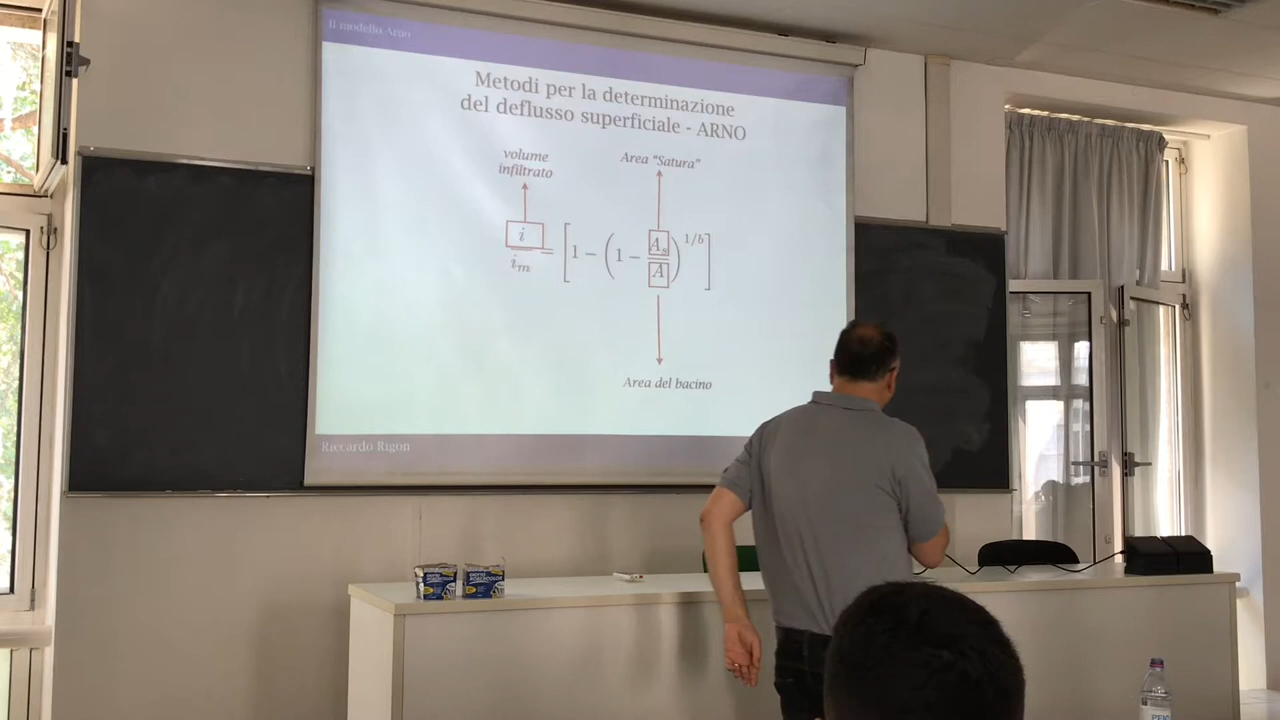 Il modello Arno
Metodi per la determinazione
del deflusso superficiale - ARNO
volume
infiltrato
Area "Satura"
i/i_m = [1 − (1 − A_s/A)^{1/b}]
Area del bacino
Riccardo Rigon